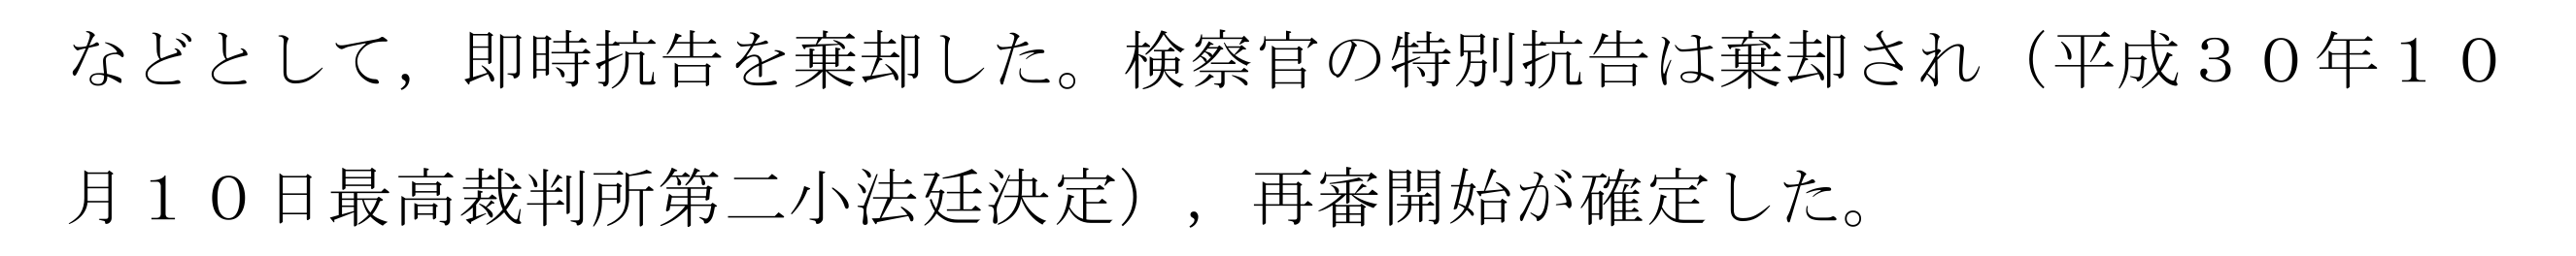 などとして，即時抗告を棄却した。検察官の特別抗告は棄却され（平成３０年１０
月１０日最高裁判所第二小法廷決定），再審開始が確定した。